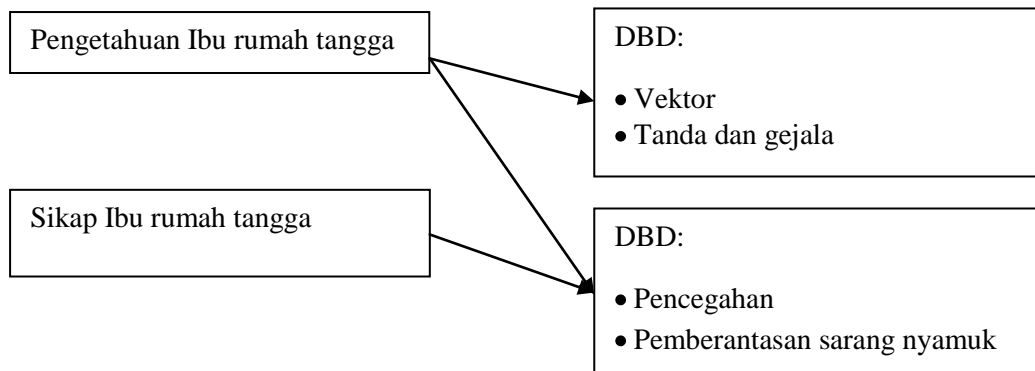 Pengetahuan Ibu rumah tangga
DBD:
• Vektor
• Tanda dan gejala
Sikap Ibu rumah tangga
DBD:
• Pencegahan
• Pemberantasan sarang nyamuk